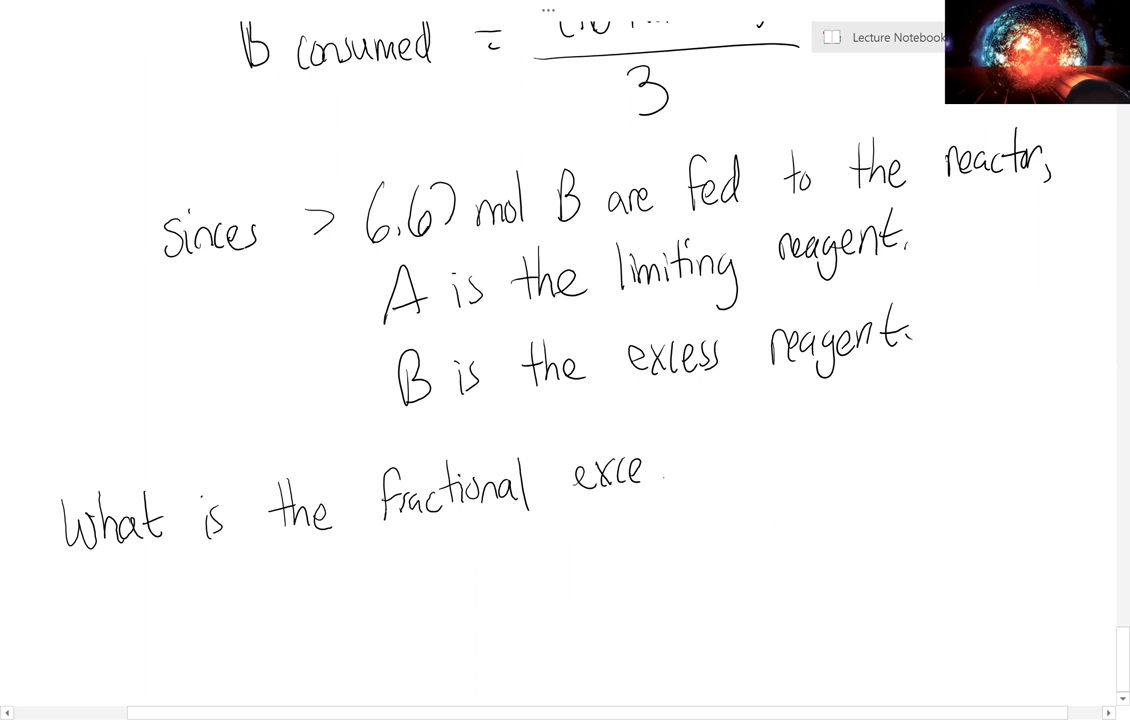 B consumed =
Lecture Notebook
3
Sinces > 6.67 mol B are fed to the reactor,
A is the limiting reagent.
B is the excess reagent.
What is the fractional exce